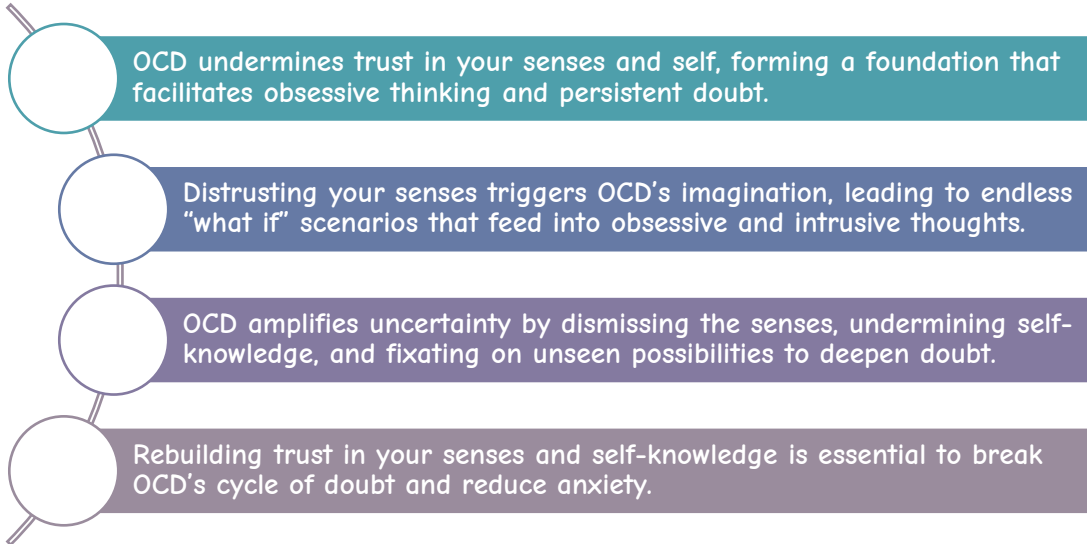 OCD undermines trust in your senses and self, forming a foundation that
facilitates obsessive thinking and persistent doubt.
Distrusting your senses triggers OCD’s imagination, leading to endless
“what if” scenarios that feed into obsessive and intrusive thoughts.
OCD amplifies uncertainty by dismissing the senses, undermining self-
knowledge, and fixating on unseen possibilities to deepen doubt.
Rebuilding trust in your senses and self-knowledge is essential to break
OCD’s cycle of doubt and reduce anxiety.